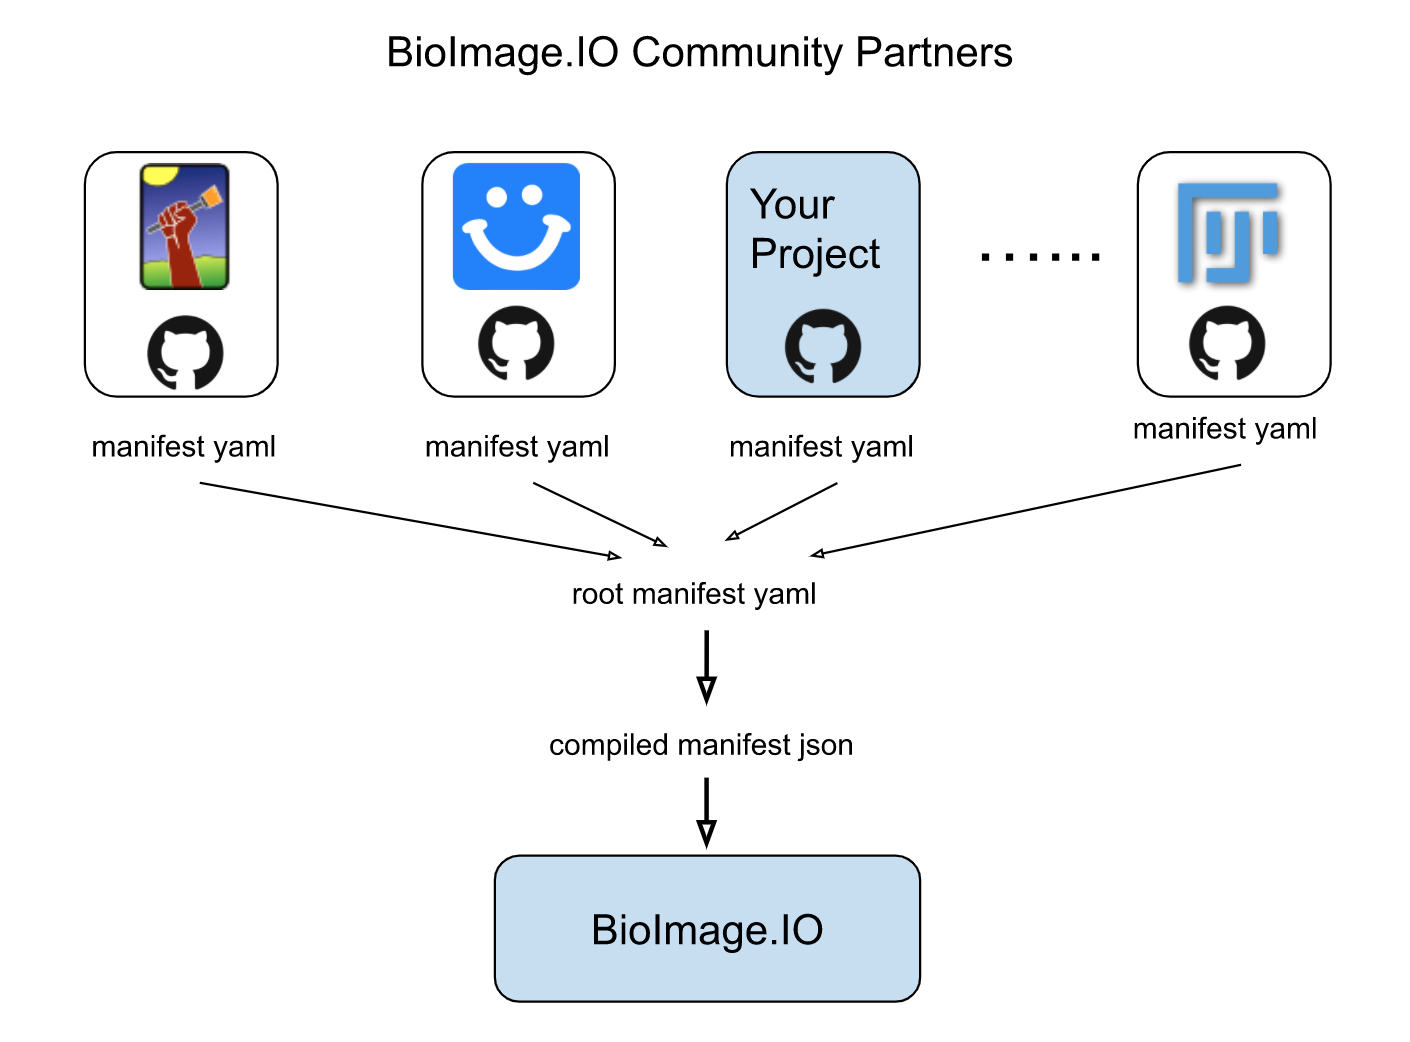 BioImage.IO Community Partners
Your
Project
......
manifest yaml
manifest yaml
manifest yaml
manifest yaml
root manifest yaml
compiled manifest json
BioImage.IO